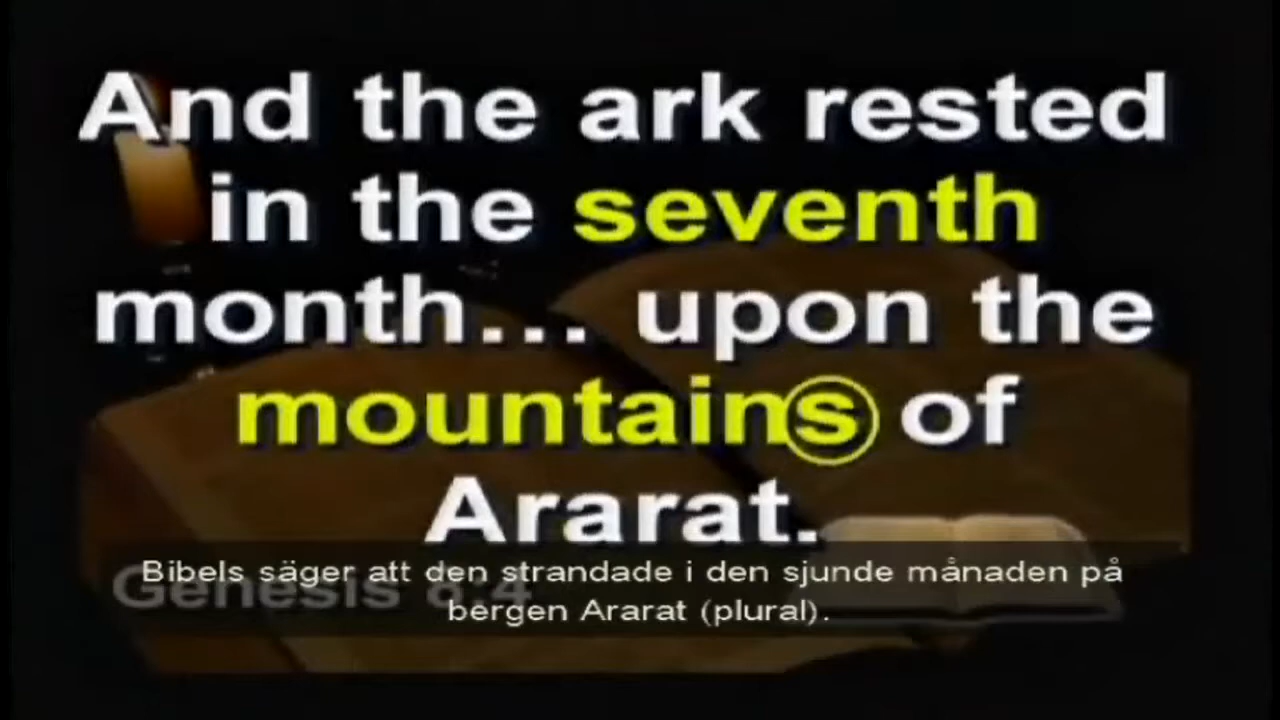 And the ark rested
in the seventh
month... upon the
mountains of
Ararat.
Genesis 8:4
Bibels säger att den strandade i den sjunde månaden på
bergen Ararat (plural).